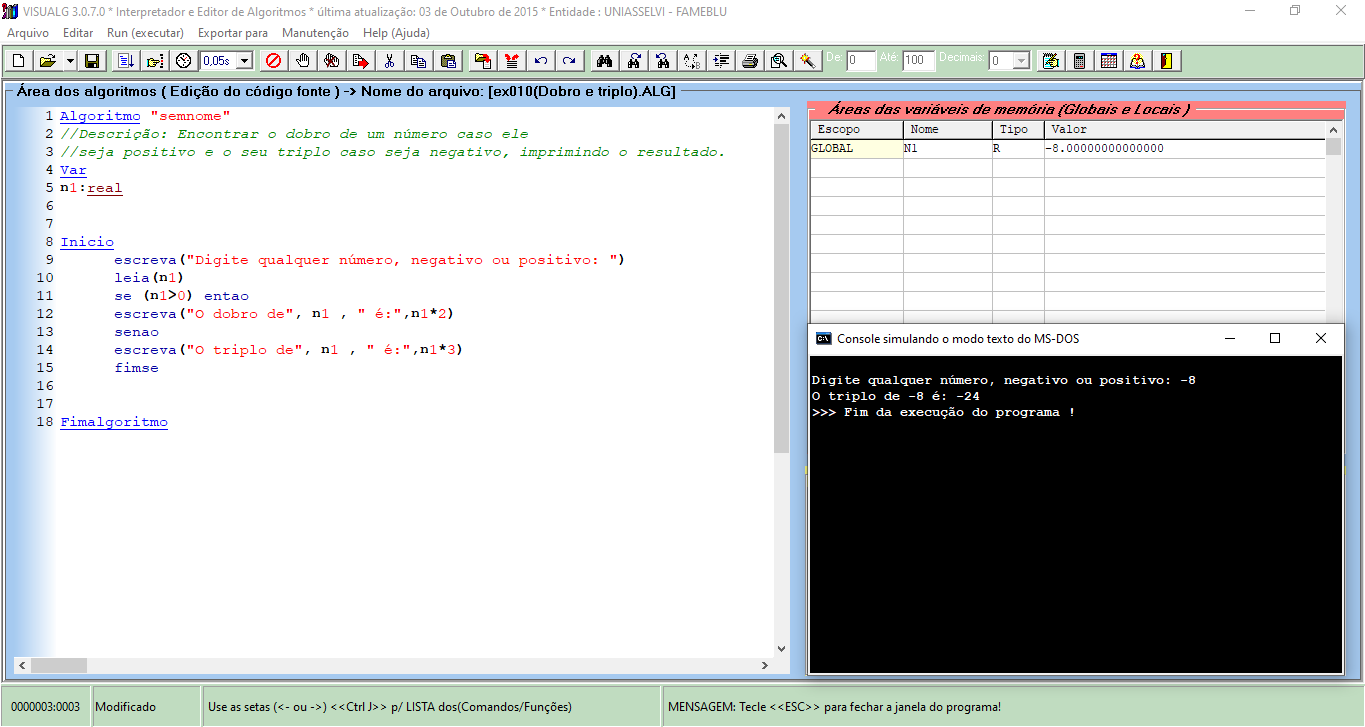 VISUALG 3.0.7.0 * Interpretador e Editor de Algoritmos * última atualização: 03 de Outubro de 2015 * Entidade : UNIASSELVI - FAMEBLU
Arquivo Editar Run (executar) Exportar para Manutenção Help (Ajuda)
0,05s De: 0 Até: 100 Decimais: 0
Área dos algoritmos ( Edição do código fonte ) -> Nome do arquivo: [ex010(Dobro e triplo).ALG]
1 Algoritmo "semnome"
2 //Descrição: Encontrar o dobro de um número caso ele
3 //seja positivo e o seu triplo caso seja negativo, imprimindo o resultado.
4 Var
5 n1:real
6
7
8 Inicio
9 escreva("Digite qualquer número, negativo ou positivo: ")
10 leia(n1)
11 se (n1>0) entao
12 escreva("O dobro de", n1 , " é:",n1*2)
13 senao
14 escreva("O triplo de", n1 , " é:",n1*3)
15 fimse
16
17
18 Fimalgoritmo
Áreas das variáveis de memória (Globais e Locais )
Escopo Nome Tipo Valor
GLOBAL N1 R -8.00000000000000
Console simulando o modo texto do MS-DOS
Digite qualquer número, negativo ou positivo: -8
O triplo de -8 é: -24
>>> Fim da execução do programa !
0000003:0003 Modificado Use as setas (<- ou ->) <<Ctrl J>> p/ LISTA dos(Comandos/Funções) MENSAGEM: Tecle <<ESC>> para fechar a janela do programa!